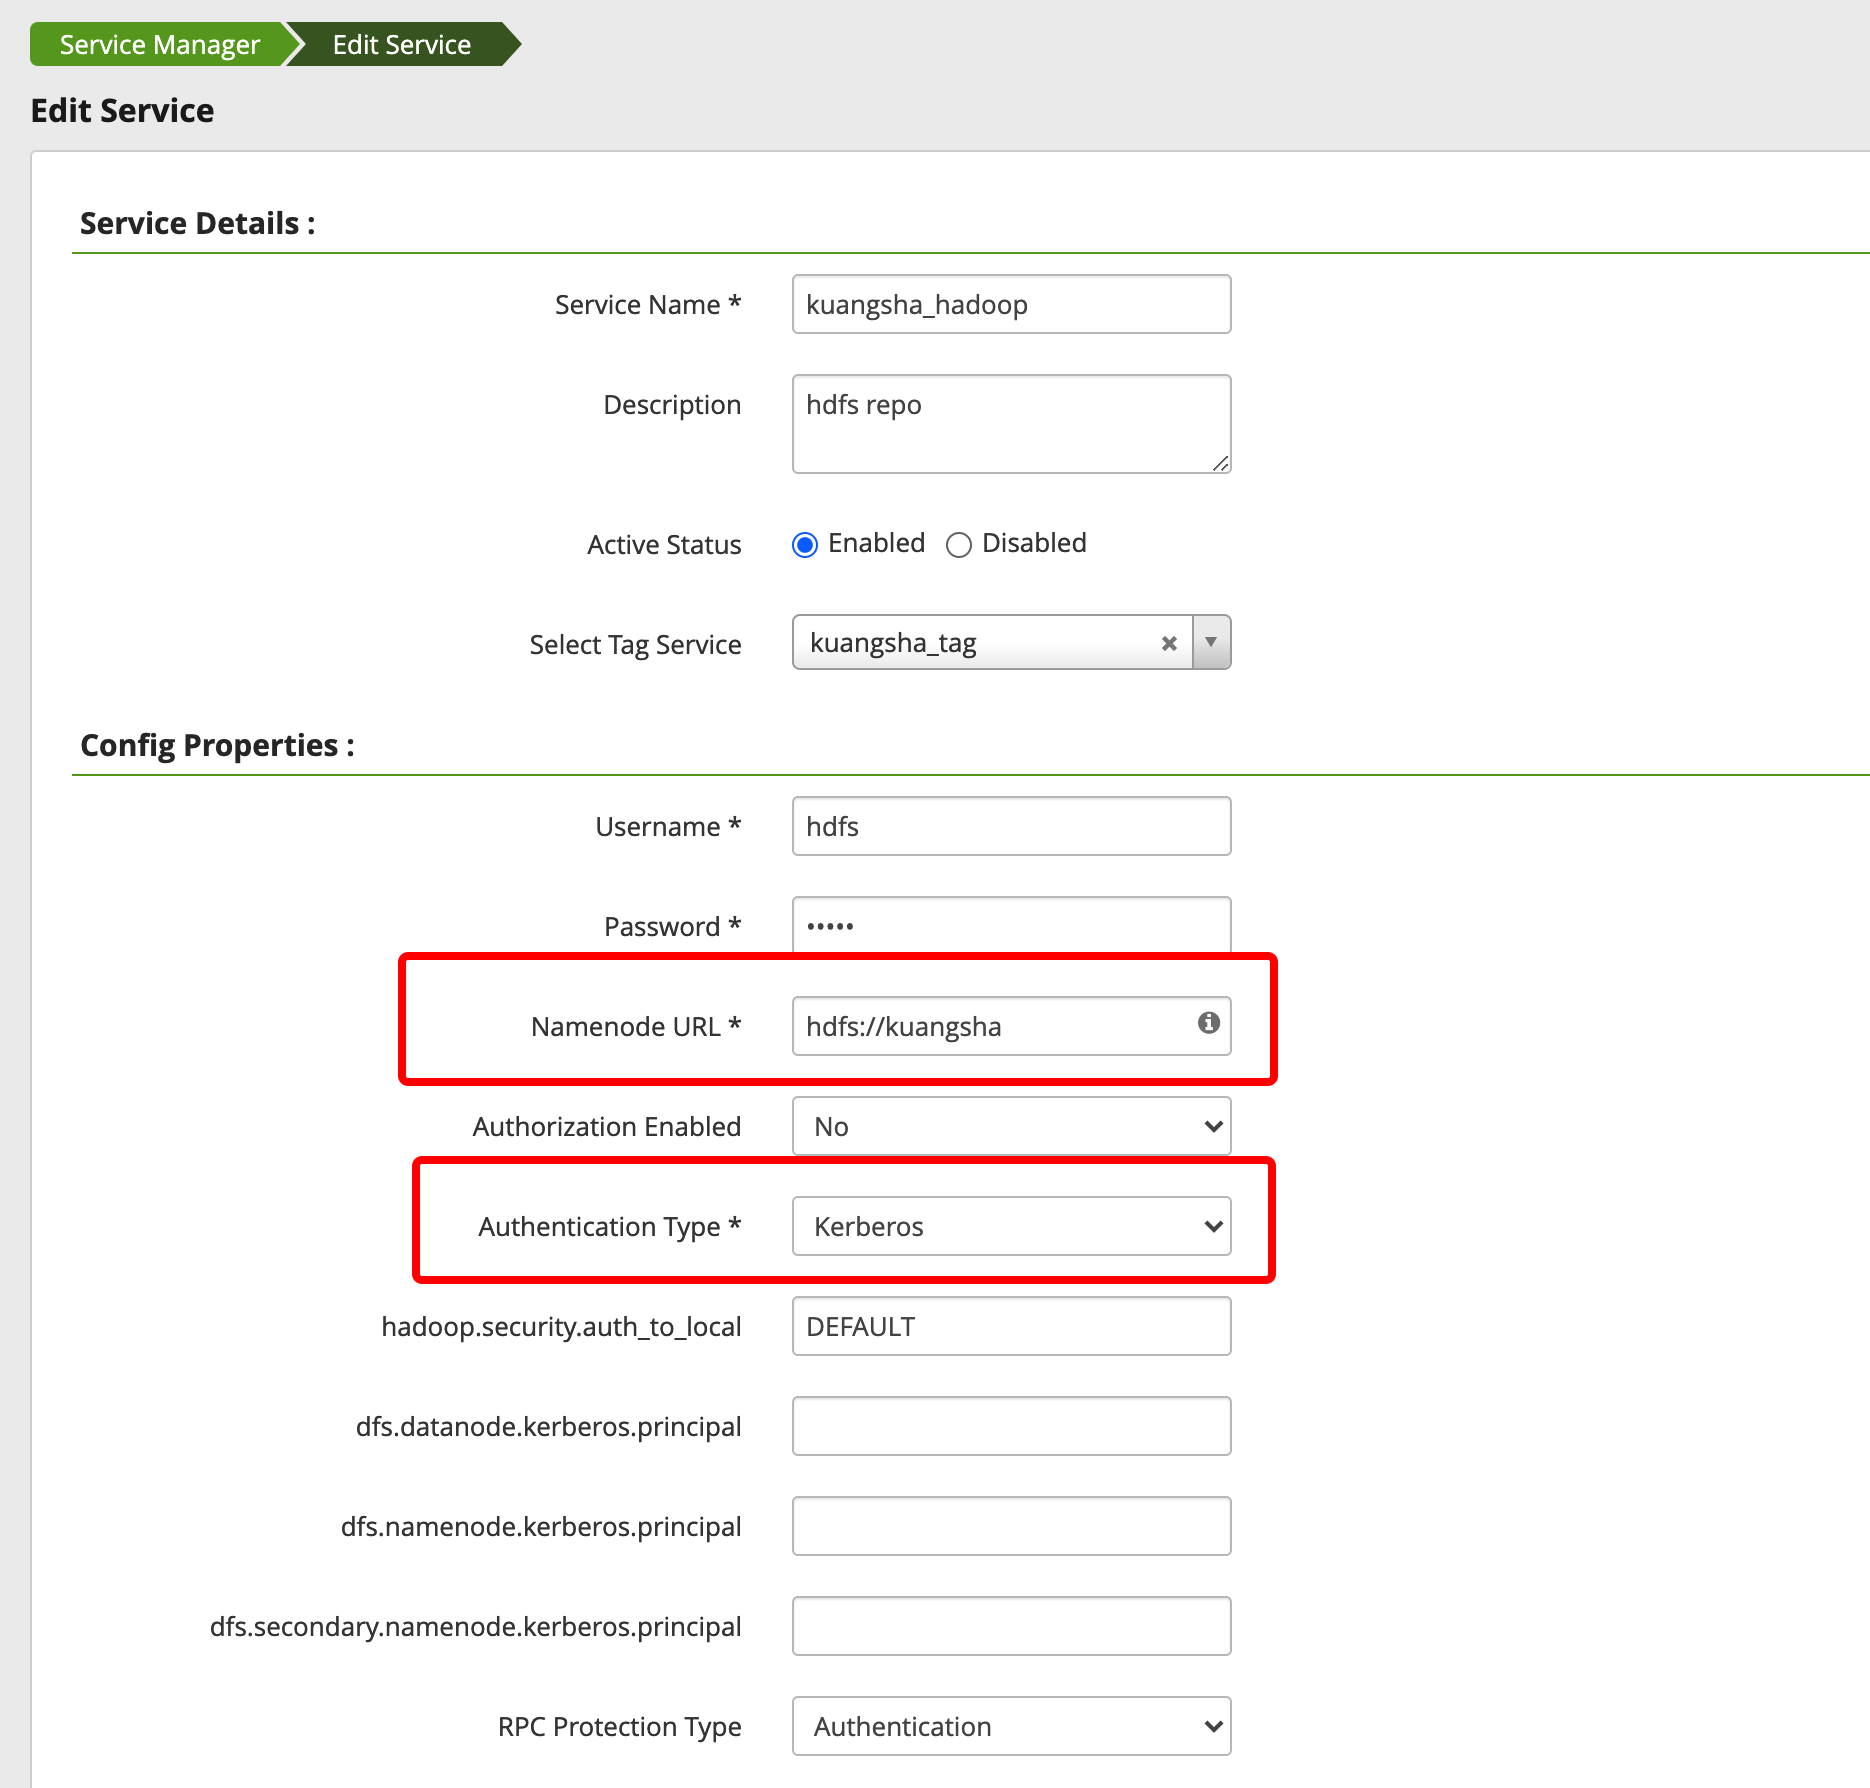 Service Manager Edit Service
Edit Service
Service Details :
Service Name * kuangsha_hadoop
Description hdfs repo
Active Status Enabled Disabled
Select Tag Service kuangsha_tag
Config Properties :
Username * hdfs
Password * •••••
Namenode URL * hdfs://kuangsha
Authorization Enabled No
Authentication Type * Kerberos
hadoop.security.auth_to_local DEFAULT
dfs.datanode.kerberos.principal
dfs.namenode.kerberos.principal
dfs.secondary.namenode.kerberos.principal
RPC Protection Type Authentication